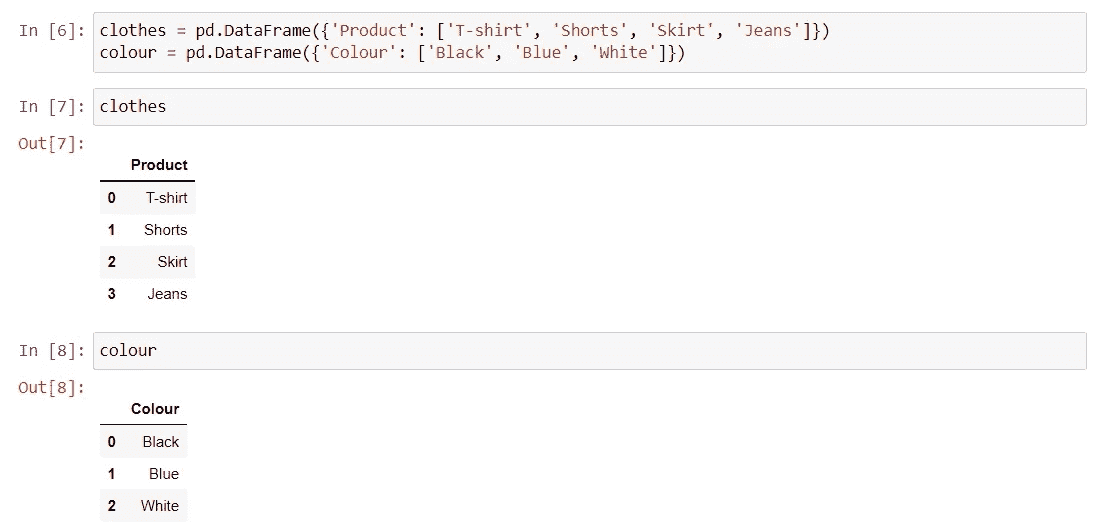 In [6]: clothes = pd.DataFrame({'Product': ['T-shirt', 'Shorts', 'Skirt', 'Jeans']})
colour = pd.DataFrame({'Colour': ['Black', 'Blue', 'White']})
In [7]: clothes
Out[7]:
Product
0 T-shirt
1 Shorts
2 Skirt
3 Jeans
In [8]: colour
Out[8]:
Colour
0 Black
1 Blue
2 White